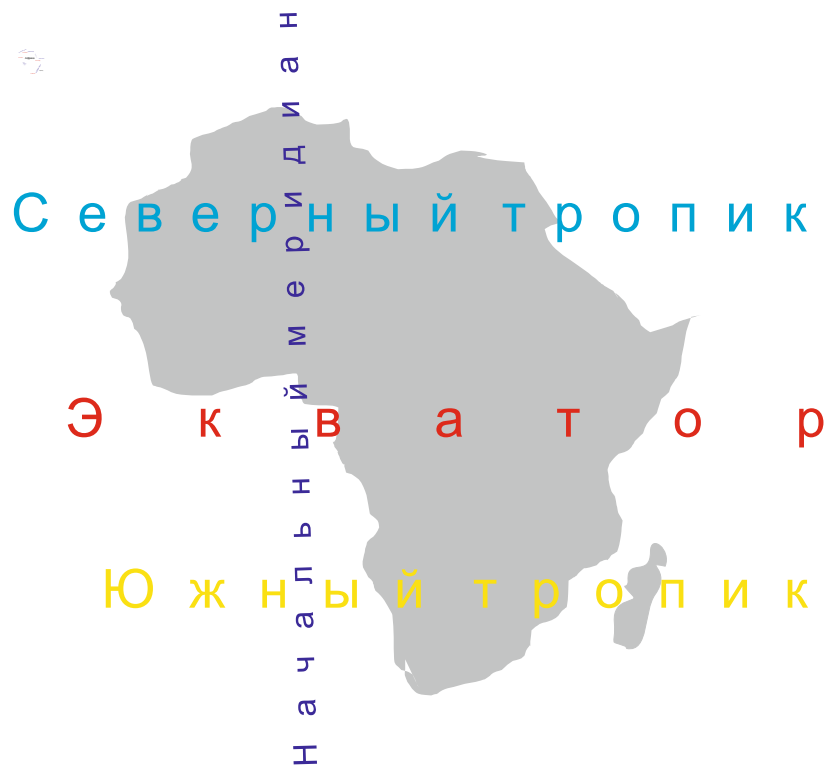 Начальный меридиан
Северный тропик
Экватор
Южный тропик